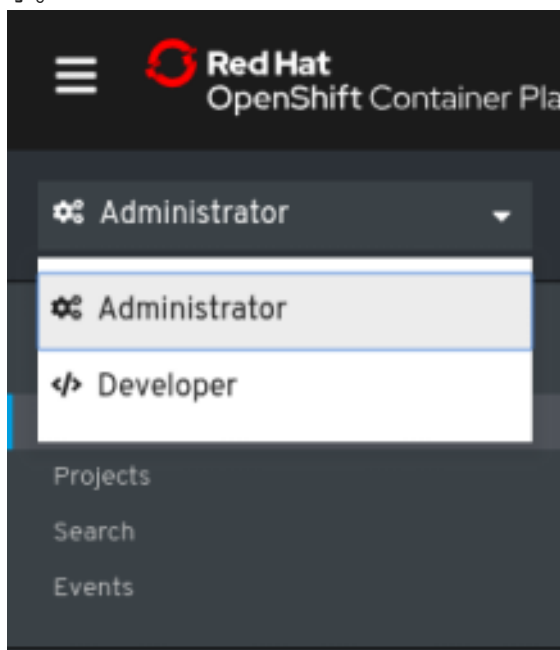 Red Hat
OpenShift Container Pla
Administrator
Administrator
Developer
Projects
Search
Events